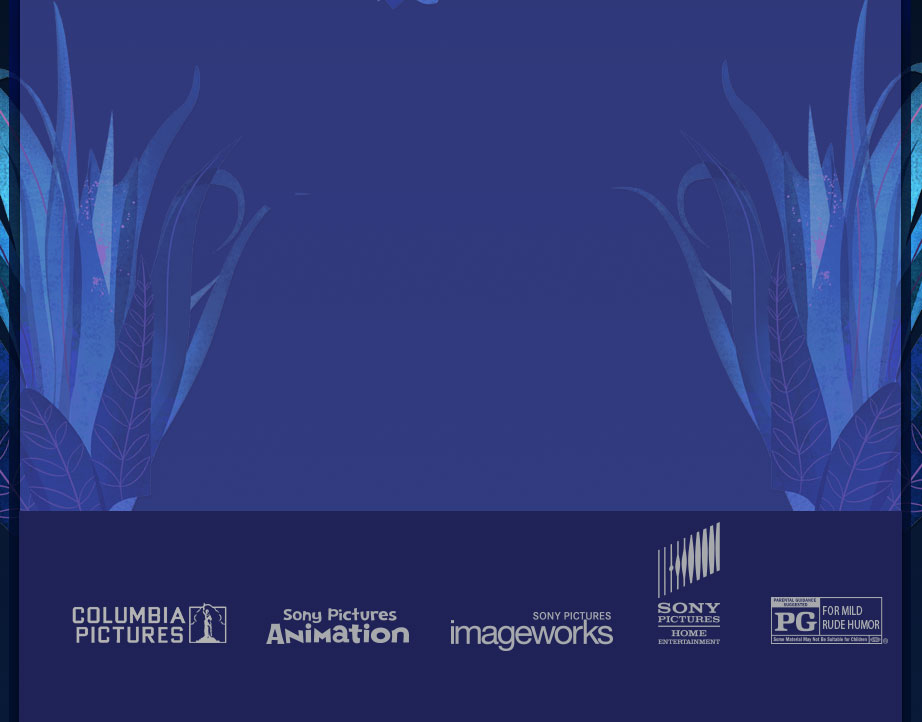 COLUMBIA
PICTURES
Sony Pictures
Animation
SONY PICTURES
imageworks
SONY
PICTURES
HOME
ENTERTAINMENT
PARENTAL GUIDANCE
SUGGESTED
PG
FOR MILD
RUDE HUMOR
Some Material May Not Be Suitable for Children
®